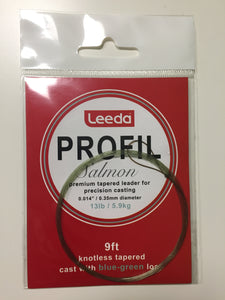 Leeda
PROFIL
Salmon
premium tapered leader for
precision casting
0.014" / 0.35mm diameter
13lb / 5.9kg
9ft
knotless tapered
cast with blue-green lo